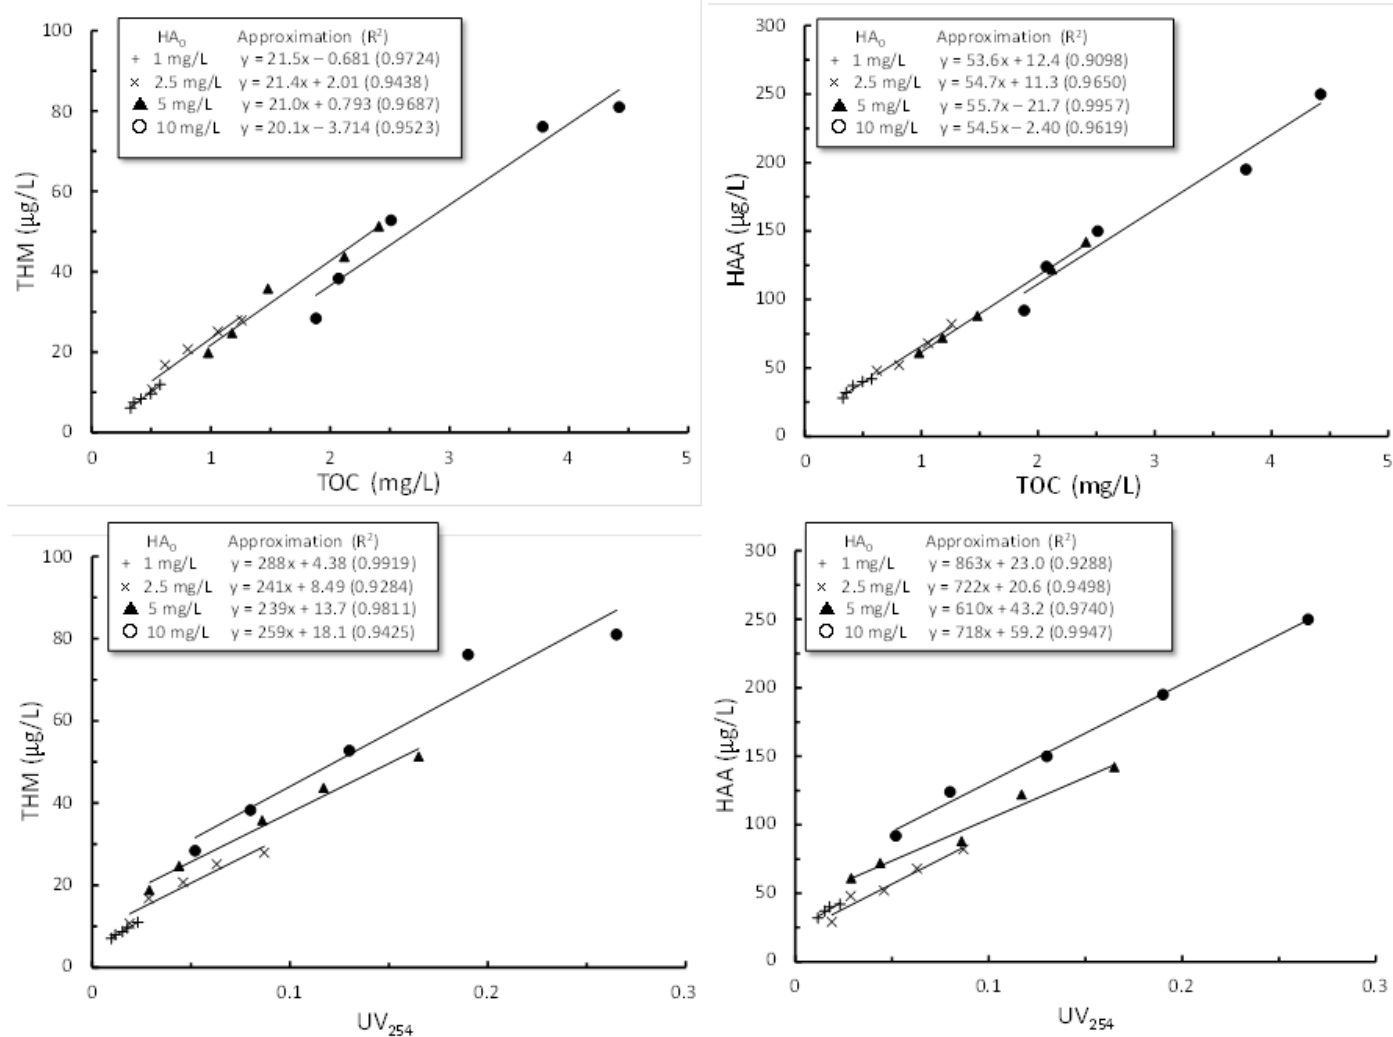 HA₀ Approximation (R²)
+ 1 mg/L y = 21.5x – 0.681 (0.9724)
× 2.5 mg/L y = 21.4x + 2.01 (0.9438)
▲ 5 mg/L y = 21.0x + 0.793 (0.9687)
○ 10 mg/L y = 20.1x – 3.714 (0.9523)
100
80
60
40
20
0
THM (µg/L)
0 1 2 3 4 5
TOC (mg/L)
HA₀ Approximation (R²)
+ 1 mg/L y = 53.6x + 12.4 (0.9098)
× 2.5 mg/L y = 54.7x + 11.3 (0.9650)
▲ 5 mg/L y = 55.7x – 21.7 (0.9957)
○ 10 mg/L y = 54.5x – 2.40 (0.9619)
300
250
200
150
100
50
0
HAA (µg/L)
0 1 2 3 4 5
TOC (mg/L)
HA₀ Approximation (R²)
+ 1 mg/L y = 288x + 4.38 (0.9919)
× 2.5 mg/L y = 241x + 8.49 (0.9284)
▲ 5 mg/L y = 239x + 13.7 (0.9811)
○ 10 mg/L y = 259x + 18.1 (0.9425)
100
80
60
40
20
0
THM (µg/L)
0 0.1 0.2 0.3
UV₂₅₄
HA₀ Approximation (R²)
+ 1 mg/L y = 863x + 23.0 (0.9288)
× 2.5 mg/L y = 722x + 20.6 (0.9498)
▲ 5 mg/L y = 610x + 43.2 (0.9740)
○ 10 mg/L y = 718x + 59.2 (0.9947)
300
250
200
150
100
50
0
HAA (µg/L)
0 0.1 0.2 0.3
UV₂₅₄